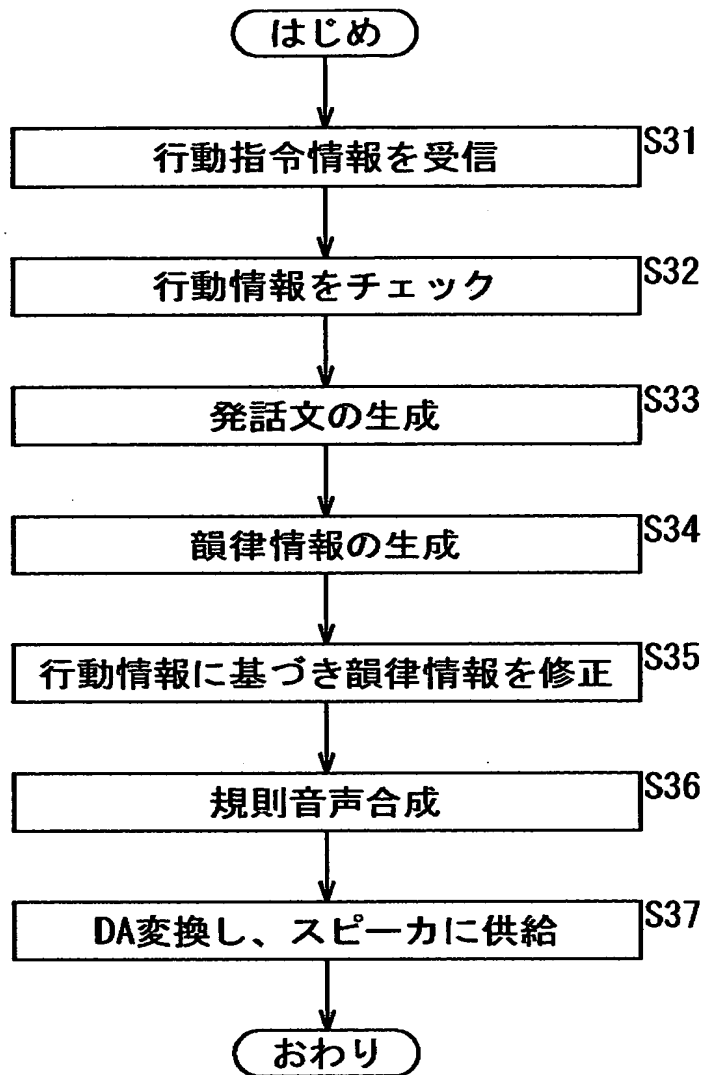 はじめ
行動指令情報を受信
S31
行動情報をチェック
S32
発話文の生成
S33
韻律情報の生成
S34
行動情報に基づき韻律情報を修正
S35
規則音声合成
S36
DA変換し、スピーカに供給
S37
おわり